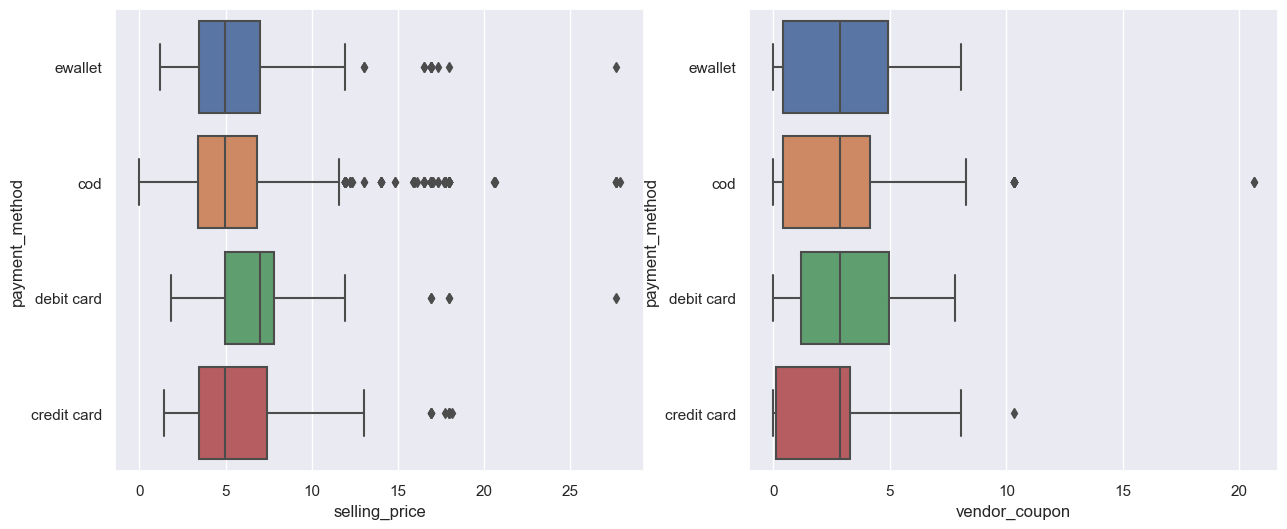 payment_method
ewallet
cod
debit card
credit card
0 5 10 15 20 25
selling_price
payment_method
ewallet
cod
debit card
credit card
0 5 10 15 20
vendor_coupon